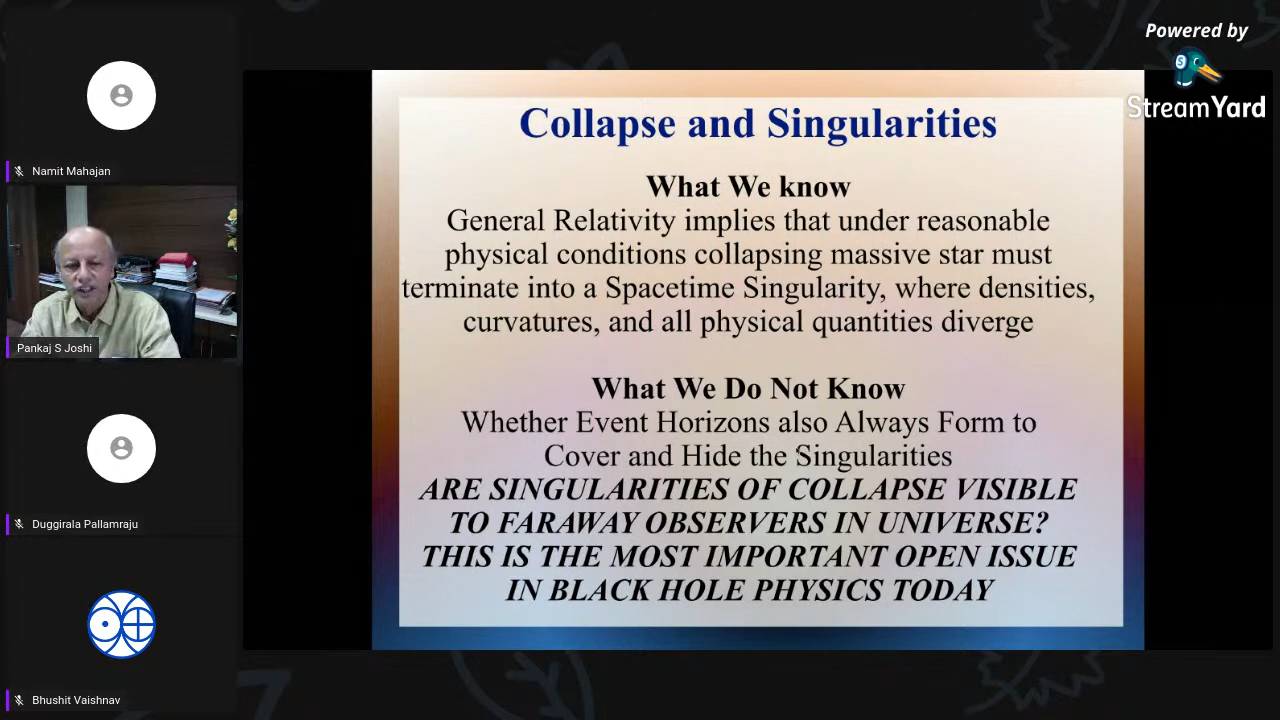 Powered by
StreamYard
Namit Mahajan
Pankaj S Joshi
Duggirala Pallamraju
Bhushit Vaishnav
Collapse and Singularities
What We know
General Relativity implies that under reasonable
physical conditions collapsing massive star must
terminate into a Spacetime Singularity, where densities,
curvatures, and all physical quantities diverge
What We Do Not Know
Whether Event Horizons also Always Form to
Cover and Hide the Singularities
ARE SINGULARITIES OF COLLAPSE VISIBLE
TO FARAWAY OBSERVERS IN UNIVERSE?
THIS IS THE MOST IMPORTANT OPEN ISSUE
IN BLACK HOLE PHYSICS TODAY